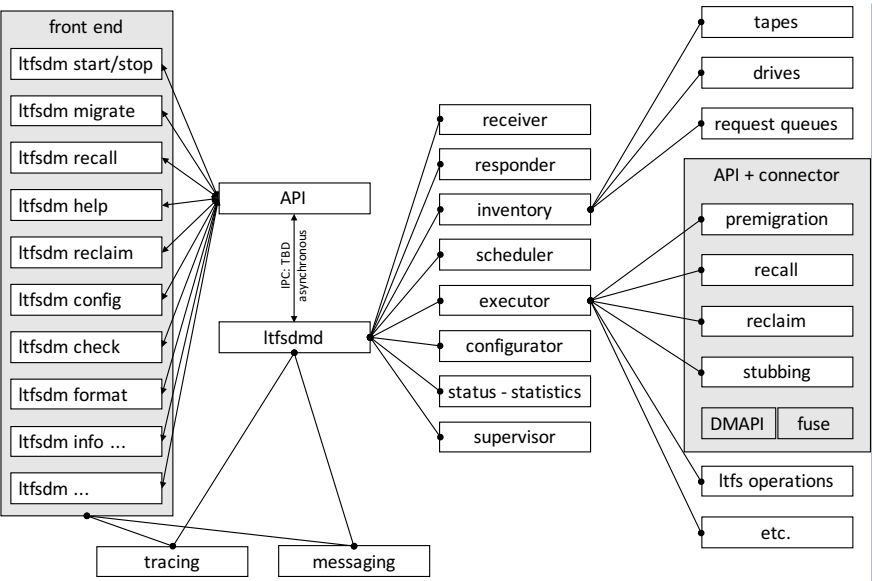 front end
ltfsdm start/stop
ltfsdm migrate
ltfsdm recall
ltfsdm help
ltfsdm reclaim
ltfsdm config
ltfsdm check
ltfsdm format
ltfsdm info ...
ltfsdm ...
API
IPC: TBD
asynchronous
ltfsdmd
tracing
messaging
receiver
responder
inventory
scheduler
executor
configurator
status - statistics
supervisor
tapes
drives
request queues
API + connector
premigration
recall
reclaim
stubbing
DMAPI
fuse
ltfs operations
etc.